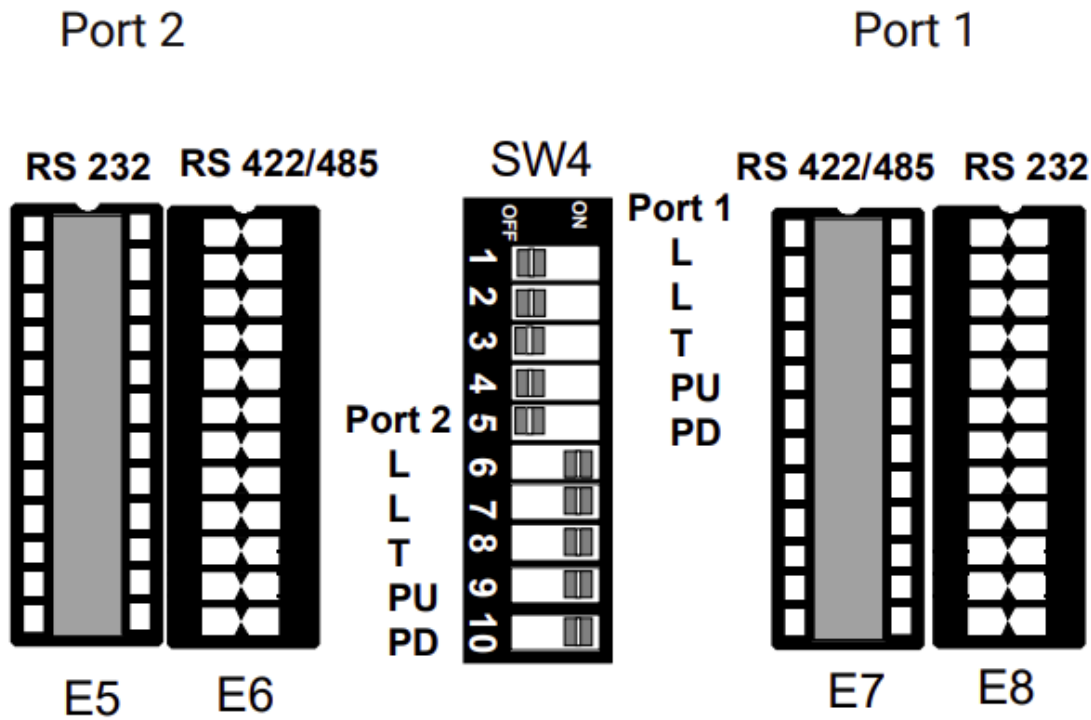 Port 2
Port 1
RS 232
RS 422/485
SW4
RS 422/485
RS 232
OFF
ON
Port 1
L
L
T
PU
PD
1
2
3
4
5
6
7
8
9
10
Port 2
L
L
T
PU
PD
E5
E6
E7
E8